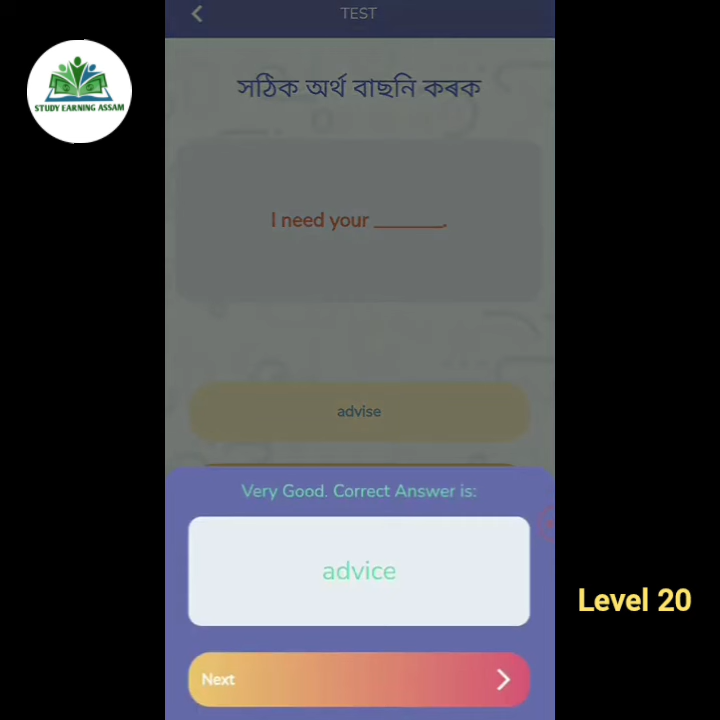 TEST
STUDY EARNING ASSAM
সঠিক অৰ্থ বাছনি কৰক
I need your _______.
advise
Very Good. Correct Answer is:
advice
Level 20
Next